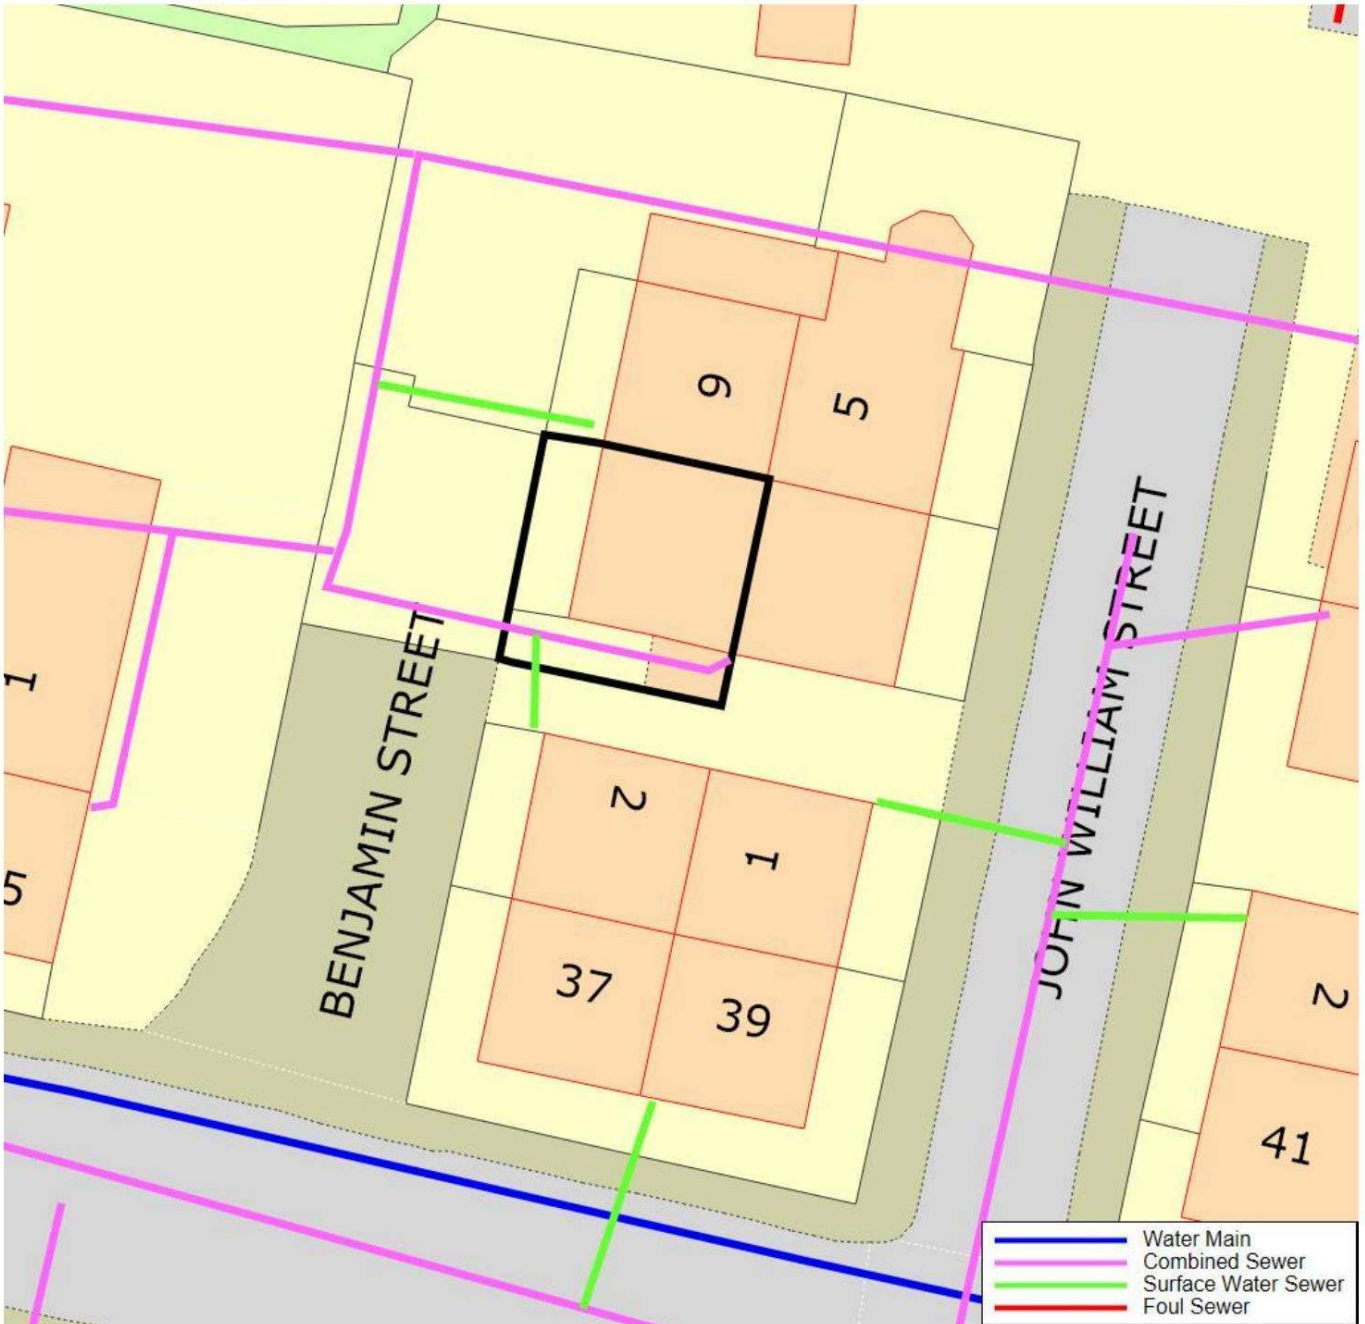 9
5
JOHN WILLIAM STREET
BENJAMIN STREET
1
5
2
1
37
39
2
41
Water Main
Combined Sewer
Surface Water Sewer
Foul Sewer